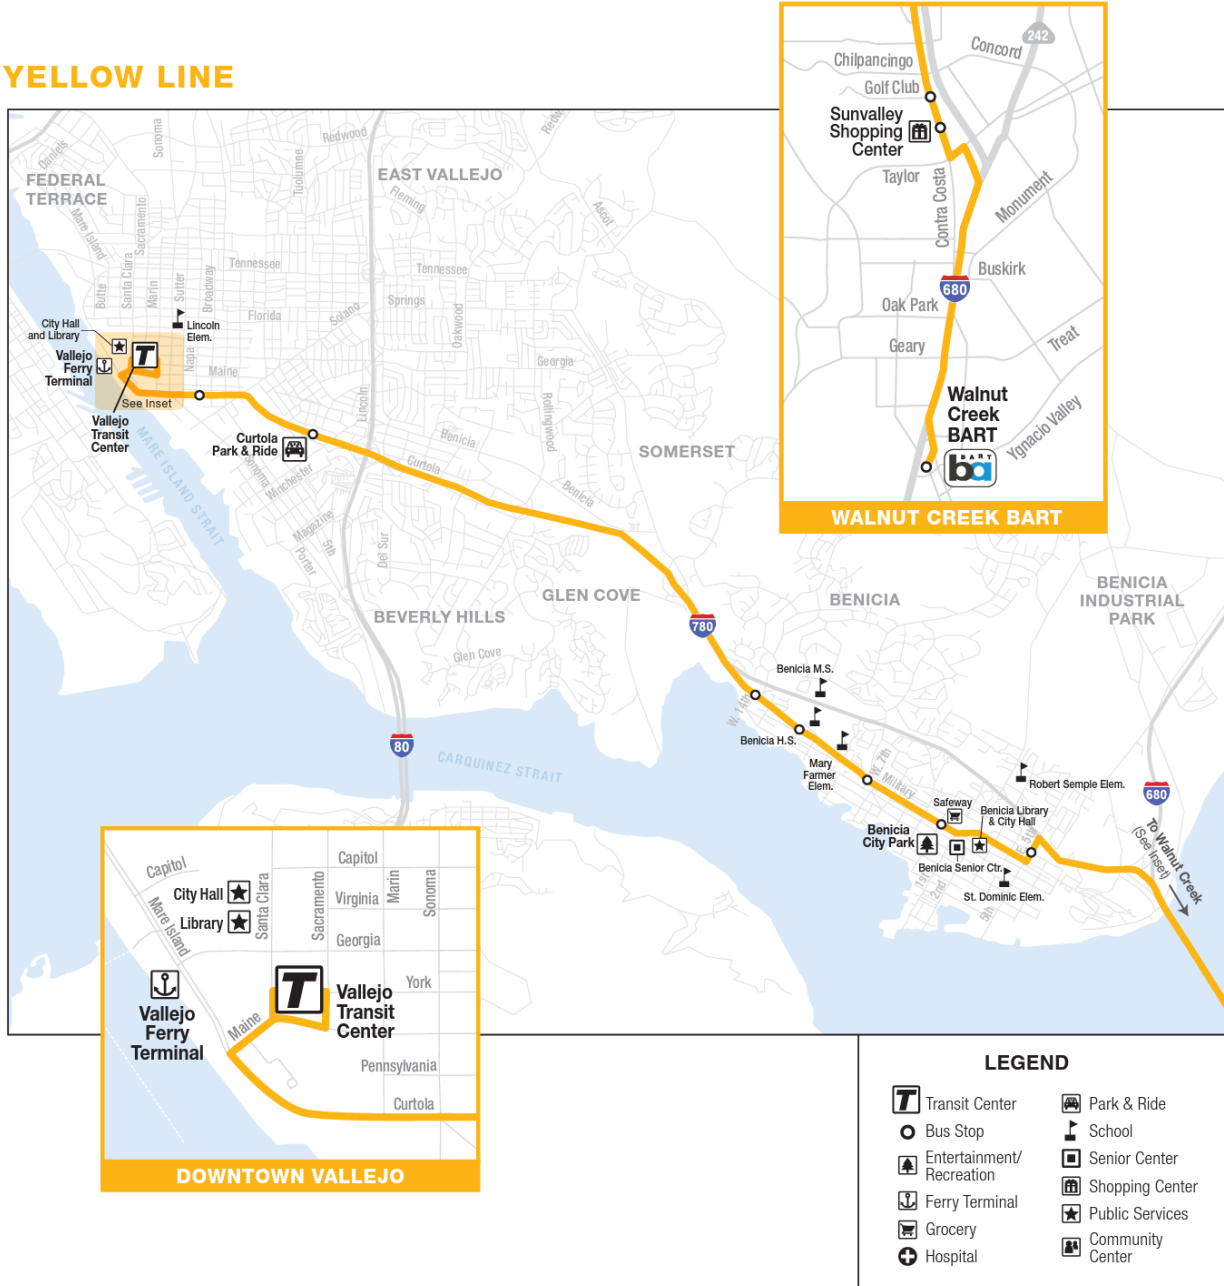 YELLOW LINE
242
Concord
Chilpancingo
Golf Club
Sunvalley
Shopping
Center
Taylor
Contra Costa
Monument
Buskirk
680
Oak Park
Geary
Treat
Walnut
Creek
BART
BART
ba
Ygnacio Valley
WALNUT CREEK BART
Daniels
Sonoma
Redwood
Tuolumne
EAST VALLEJO
FEDERAL
TERRACE
Fleming
Ascot
Mare Island
Sacramento
Tennessee
Tennessee
Butte
Santa Clara
Marin
Sutter
Broadway
Springs
Florida
Solano
Oakwood
City Hall
and Library
Lincoln
Elem.
Vallejo
Ferry
Terminal
T
Napa
Maine
Georgia
See Inset
Lincoln
Rollingwood
Vallejo
Transit
Center
Curtola
Park & Ride
Benicia
Curtola
SOMERSET
MARE ISLAND STRAIT
Sonoma
Winchester
Benicia
Magazine
5th
Porter
Del Sur
GLEN COVE
BENICIA
BENICIA
INDUSTRIAL
PARK
BEVERLY HILLS
780
Glen Cove
Benicia M.S.
W. 14th
Benicia H.S.
80
CARQUINEZ STRAIT
Mary
Farmer
Elem.
W. 7th
Military
Robert Semple Elem.
680
Safeway
Benicia Library
& City Hall
Benicia
City Park
E. 5th
To Walnut Creek
(See Inset)
Benicia Senior Ctr.
1st
2nd
St. Dominic Elem.
5th
Capitol
Capitol
City Hall
Library
Santa Clara
Sacramento
Virginia
Marin
Sonoma
Mare Island
Georgia
York
T
Vallejo
Transit
Center
Vallejo
Ferry
Terminal
Maine
Pennsylvania
Curtola
DOWNTOWN VALLEJO
LEGEND
T Transit Center
Bus Stop
Entertainment/
Recreation
Ferry Terminal
Grocery
Hospital
Park & Ride
School
Senior Center
Shopping Center
Public Services
Community
Center